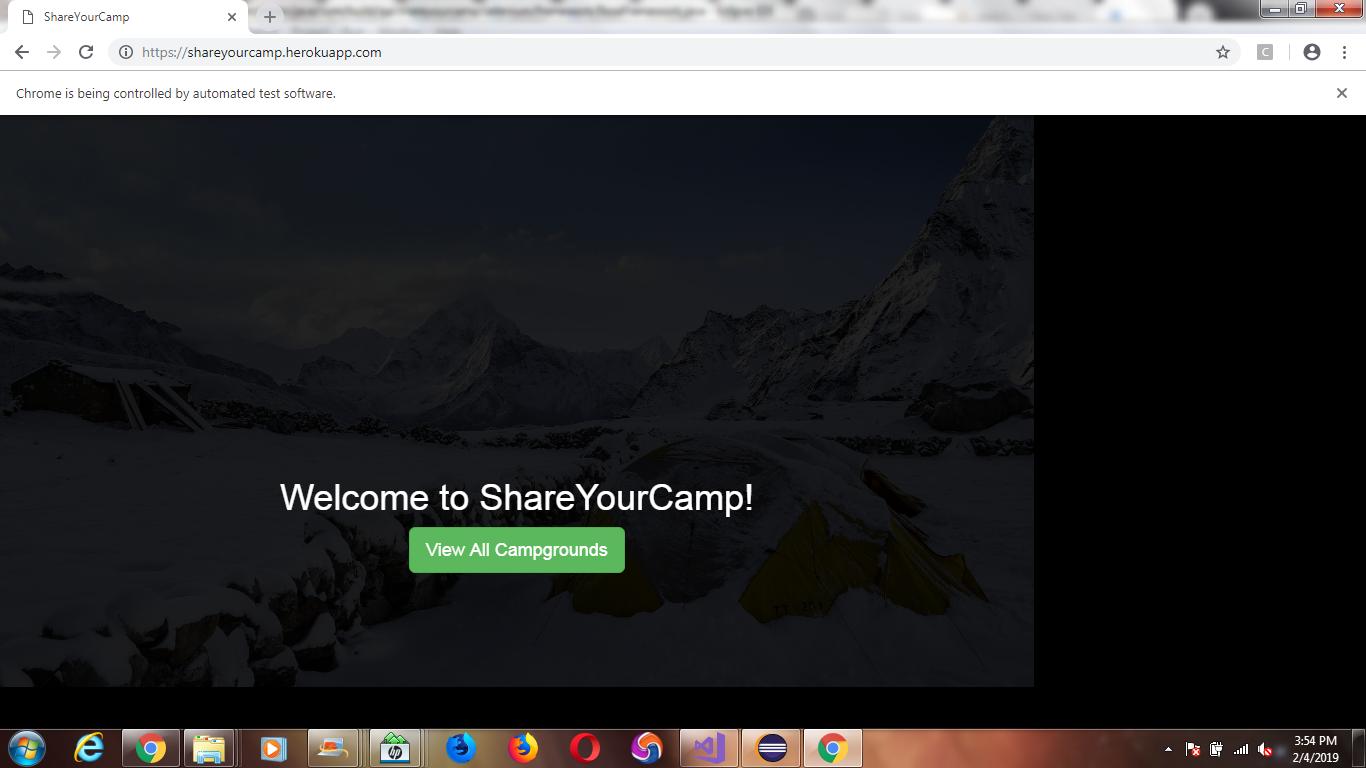 ShareYourCamp
https://shareyourcamp.herokuapp.com
Chrome is being controlled by automated test software.
Welcome to ShareYourCamp!
View All Campgrounds
3:54 PM
2/4/2019